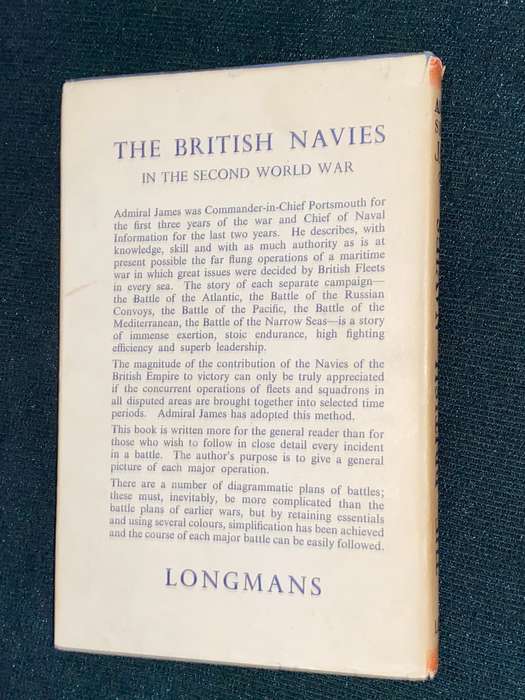 THE BRITISH NAVIES
IN THE SECOND WORLD WAR
Admiral James was Commander-in-Chief Portsmouth for
the first three years of the war and Chief of Naval
Information for the last two years. He describes, with
knowledge, skill and with as much authority as is at
present possible the far flung operations of a maritime
war in which great issues were decided by British Fleets
in every sea. The story of each separate campaign—
the Battle of the Atlantic, the Battle of the Russian
Convoys, the Battle of the Pacific, the Battle of the
Mediterranean, the Battle of the Narrow Seas—is a story
of immense exertion, stoic endurance, high fighting
efficiency and superb leadership.
The magnitude of the contribution of the Navies of the
British Empire to victory can only be truly appreciated
if the concurrent operations of fleets and squadrons in
all disputed areas are brought together into selected time
periods. Admiral James has adopted this method.
This book is written more for the general reader than for
those who wish to follow in close detail every incident
in a battle. The author's purpose is to give a general
picture of each major operation.
There are a number of diagrammatic plans of battles;
these must, inevitably, be more complicated than the
battle plans of earlier wars, but by retaining essentials
and using several colours, simplification has been achieved
and the course of each major battle can be easily followed.
LONGMANS